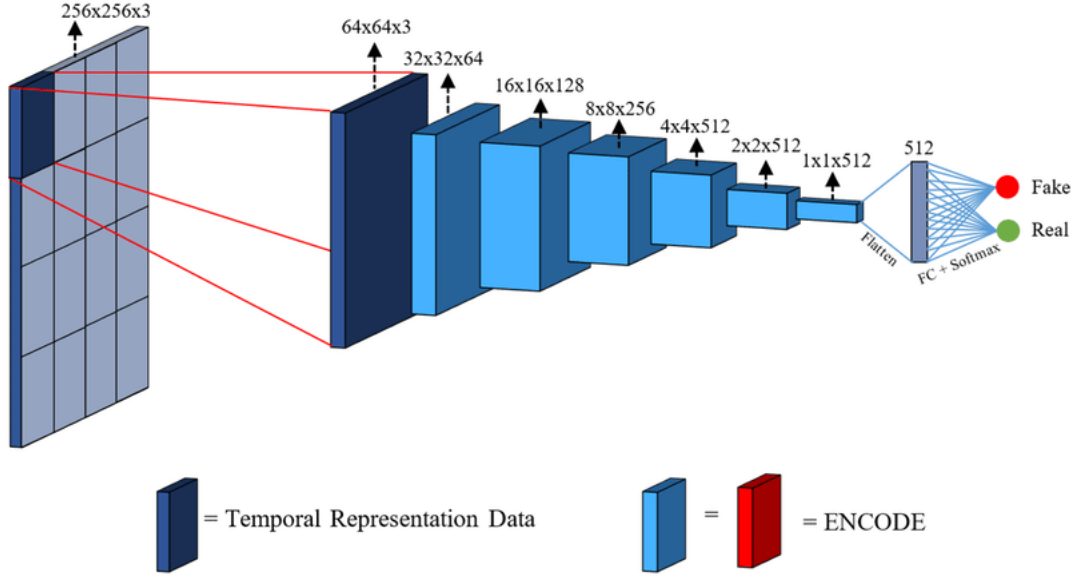 256x256x3
64x64x3
32x32x64
16x16x128
8x8x256
4x4x512
2x2x512
1x1x512
512
Fake
Real
Flatten
FC + Softmax
= Temporal Representation Data
=
= ENCODE